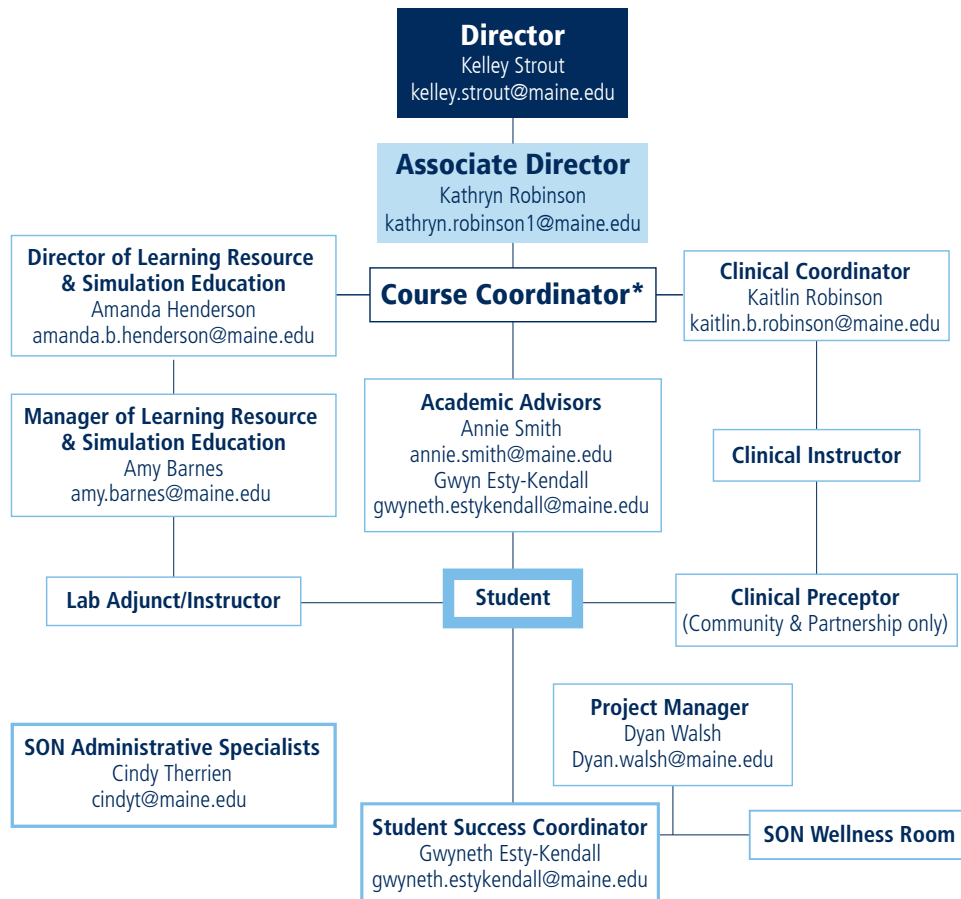 Director
Kelley Strout
kelley.strout@maine.edu
Associate Director
Kathryn Robinson
kathryn.robinson1@maine.edu
Director of Learning Resource
& Simulation Education
Amanda Henderson
amanda.b.henderson@maine.edu
Course Coordinator*
Clinical Coordinator
Kaitlin Robinson
kaitlin.b.robinson@maine.edu
Manager of Learning Resource
& Simulation Education
Amy Barnes
amy.barnes@maine.edu
Academic Advisors
Annie Smith
annie.smith@maine.edu
Gwyn Esty-Kendall
gwyneth.estykendall@maine.edu
Clinical Instructor
Lab Adjunct/Instructor
Student
Clinical Preceptor
(Community & Partnership only)
Project Manager
Dyan Walsh
Dyan.walsh@maine.edu
SON Administrative Specialists
Cindy Therrien
cindyt@maine.edu
Student Success Coordinator
Gwyneth Esty-Kendall
gwyneth.estykendall@maine.edu
SON Wellness Room